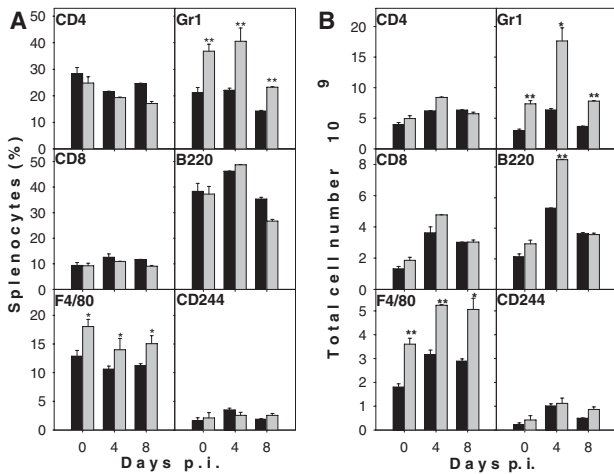 A
B
CD4
Gr1
50
40
30
20
10
0
** ** **
CD8
B220
50
40
30
20
10
0
F4/80
CD244
20
15
10
5
0
* * *
0 4 8
0 4 8
Splenocytes (%)
Days p.i.
CD4
Gr1
20
15
10
5
0
** * **
CD8
B220
8
6
4
2
0
**
F4/80
CD244
5
4
3
2
1
0
** ** *
0 4 8
0 4 8
Total cell number 10 9
Days p.i.